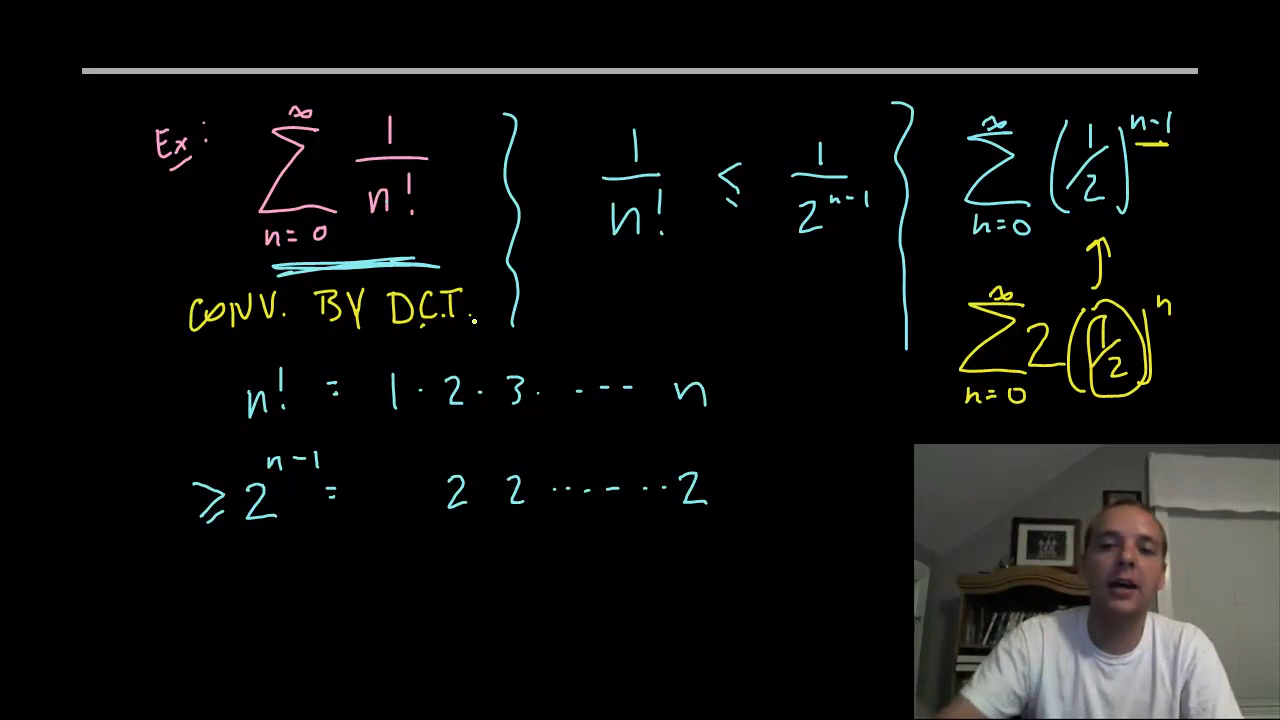 Ex: ∞ ∑ n=0 1/n!
CONV. BY D.C.T.
1/n! ≤ 1/2^(n-1)
∞ ∑ n=0 (1/2)^(n-1)
↑
∞ ∑ n=0 2(1/2)^n
n! = 1 · 2 · 3 · · - - - n
≥ 2^(n-1) = 2 2 ··.-–.·· 2